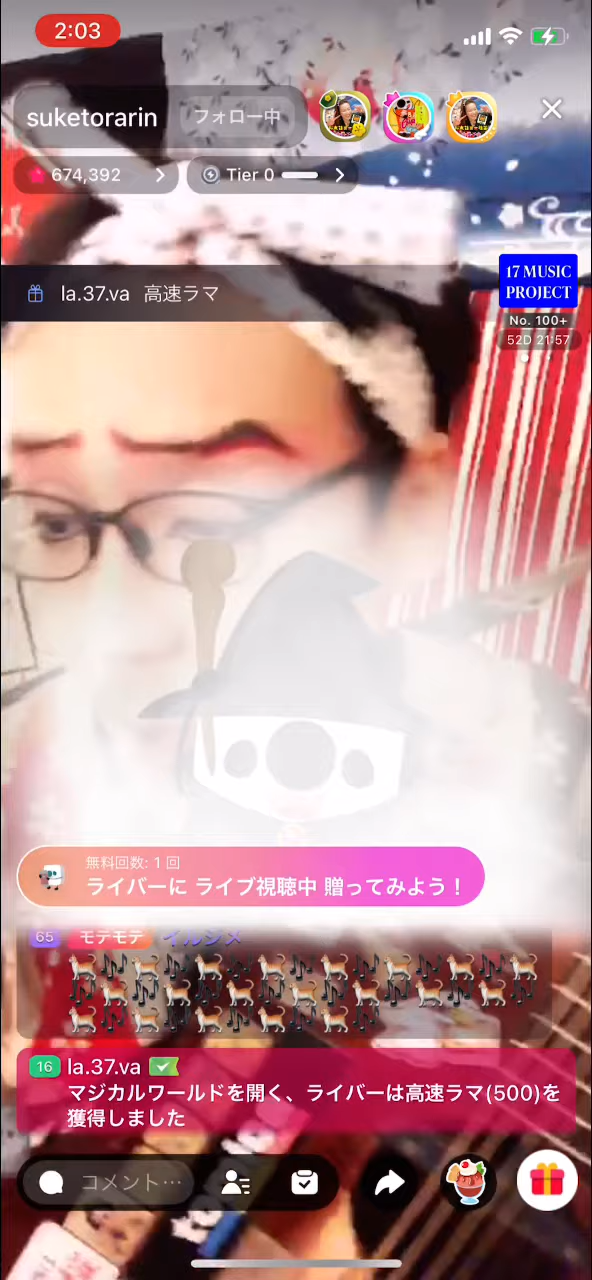 2:03
suketorarin フォロー中
674,392
Tier 0
la.37.va 高速ラマ
17 MUSIC
PROJECT
No. 100+
52D 21:57
無料回数: 1 回
ライバーに ライブ視聴中 贈ってみよう！
65 モテモテ イルシメ
16 la.37.va
マジカルワールドを開く、ライバーは高速ラマ(500)を
獲得しました
コメント…